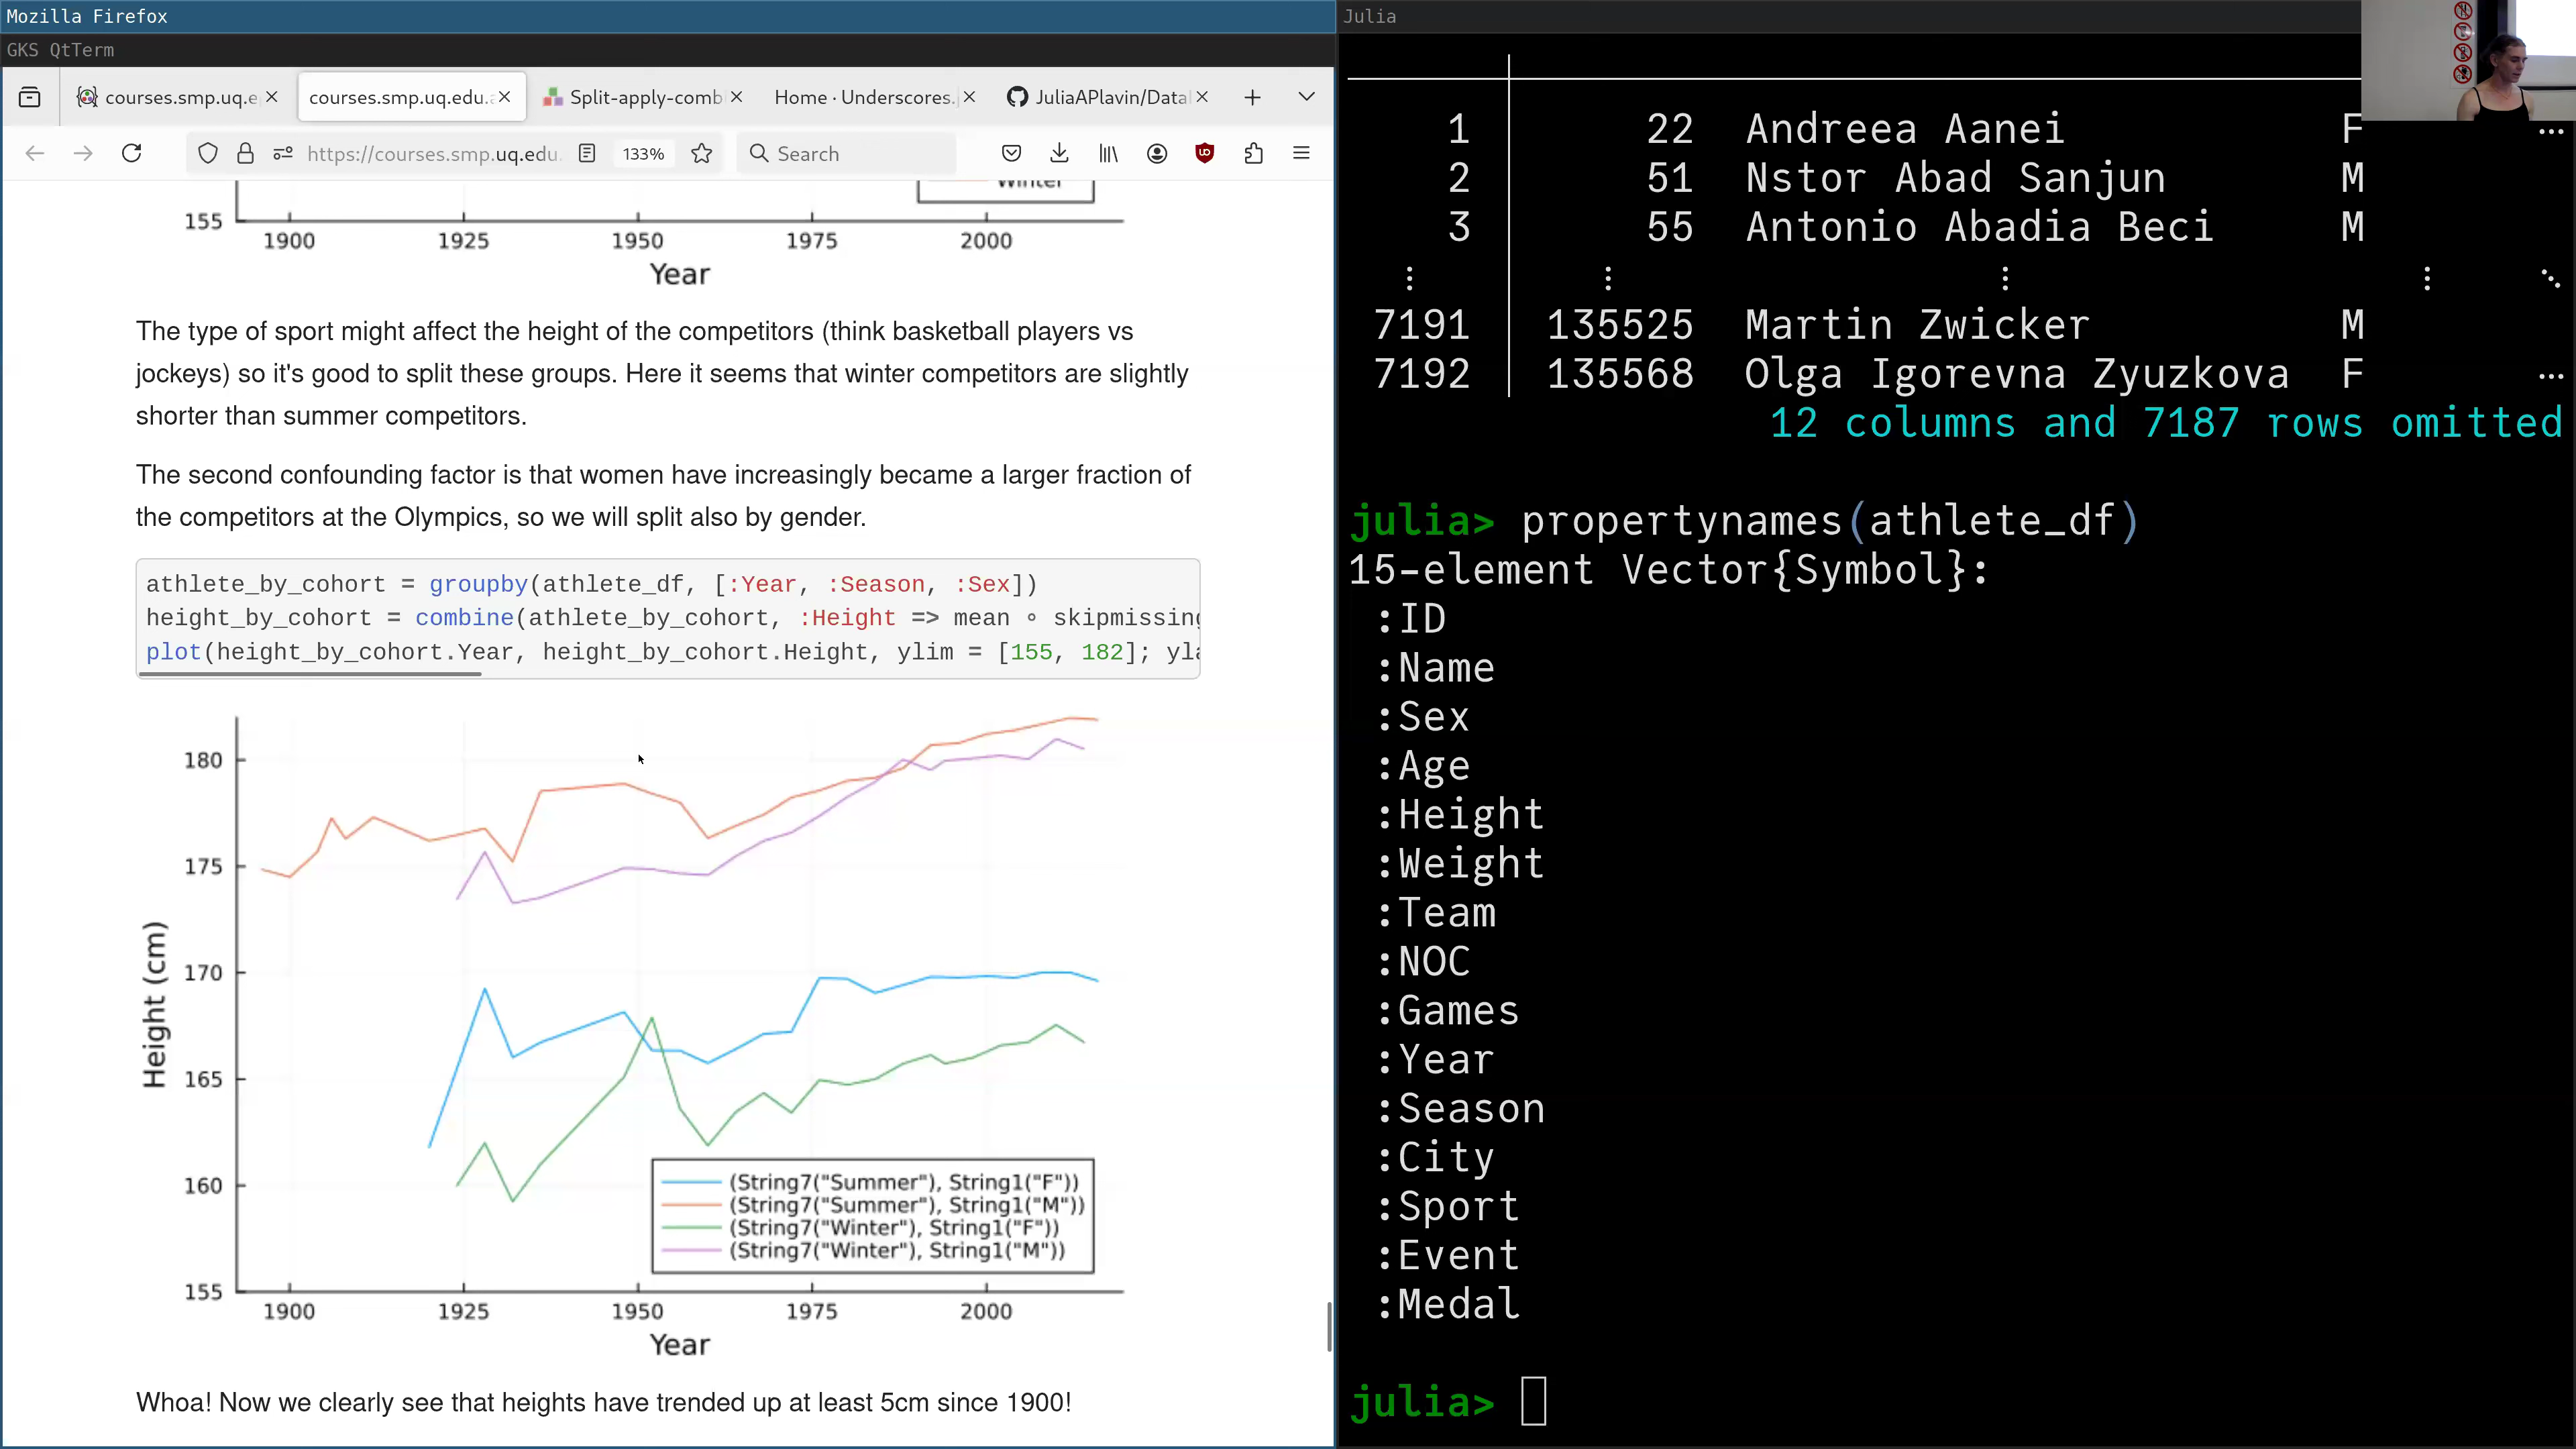 Mozilla Firefox
GKS QtTerm
courses.smp.uq.e
courses.smp.uq.edu.a
Split-apply-comb
Home · Underscores.j
JuliaAPlavin/Data
https://courses.smp.uq.edu.
133%
Search
Winter
155
1900 1925 1950 1975 2000
Year
The type of sport might affect the height of the competitors (think basketball players vs
jockeys) so it's good to split these groups. Here it seems that winter competitors are slightly
shorter than summer competitors.
The second confounding factor is that women have increasingly became a larger fraction of
the competitors at the Olympics, so we will split also by gender.
athlete_by_cohort = groupby(athlete_df, [:Year, :Season, :Sex])
height_by_cohort = combine(athlete_by_cohort, :Height => mean ∘ skipmissing
plot(height_by_cohort.Year, height_by_cohort.Height, ylim = [155, 182]; yla
180
175
170
165
160
155
Height (cm)
(String7("Summer"), String1("F"))
(String7("Summer"), String1("M"))
(String7("Winter"), String1("F"))
(String7("Winter"), String1("M"))
1900 1925 1950 1975 2000
Year
Whoa! Now we clearly see that heights have trended up at least 5cm since 1900!
Julia
1 22 Andreea Aanei F …
2 51 Nstor Abad Sanjun M
3 55 Antonio Abadia Beci M
⋮ ⋮ ⋮ ⋮ ⋱
7191 135525 Martin Zwicker M
7192 135568 Olga Igorevna Zyuzkova F …
12 columns and 7187 rows omitted
julia> propertynames(athlete_df)
15-element Vector{Symbol}:
:ID
:Name
:Sex
:Age
:Height
:Weight
:Team
:NOC
:Games
:Year
:Season
:City
:Sport
:Event
:Medal
julia>